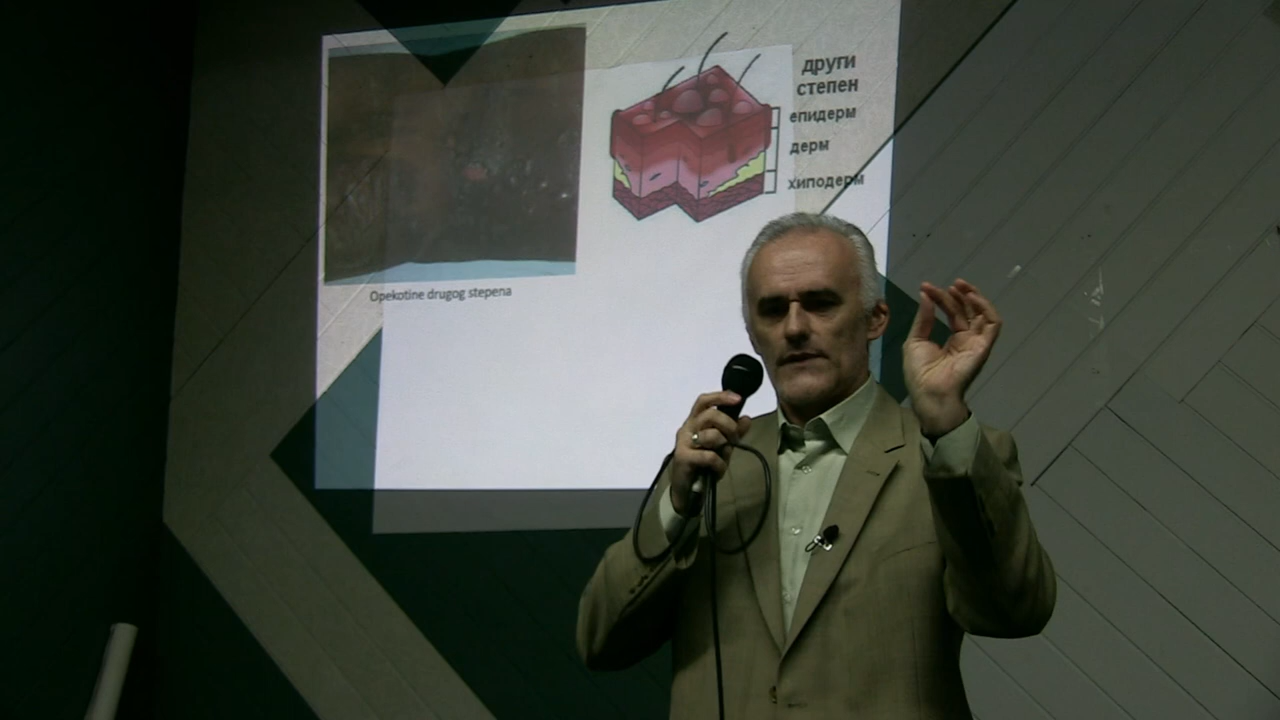 други
степен
епидерм
дерм
хиподерм
Opekotine drugog stepena